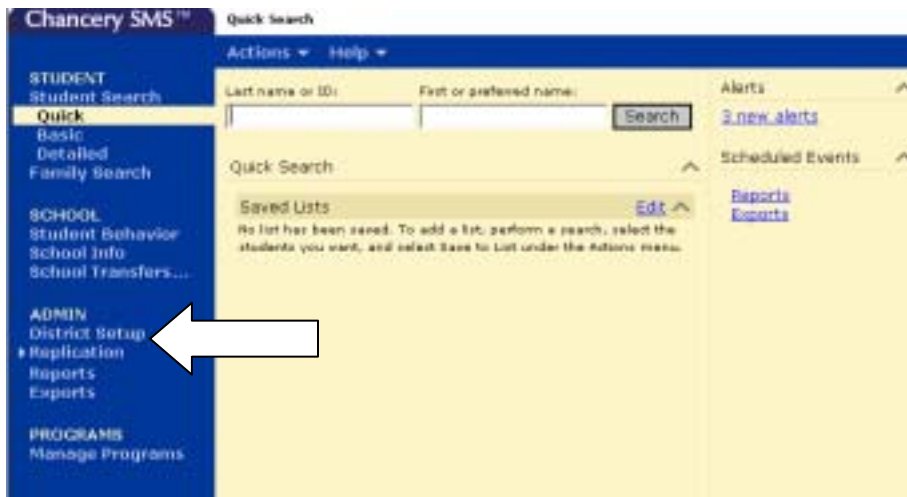 Chancery SMS™
Quick Search
Actions Help
STUDENT
Student Search
Quick
Basic
Detailed
Family Search
SCHOOL
Student Behavior
School Info
School Transfers...
ADMIN
District Setup
Replication
Reports
Exports
PROGRAMS
Manage Programs
Last name or ID:
First or preferred name:
Search
Quick Search
Saved Lists
Edit
No list has been saved. To add a list, perform a search, select the
students you want, and select Save to List under the Actions menu.
Alerts
3 new alerts
Scheduled Events
Reports
Exports